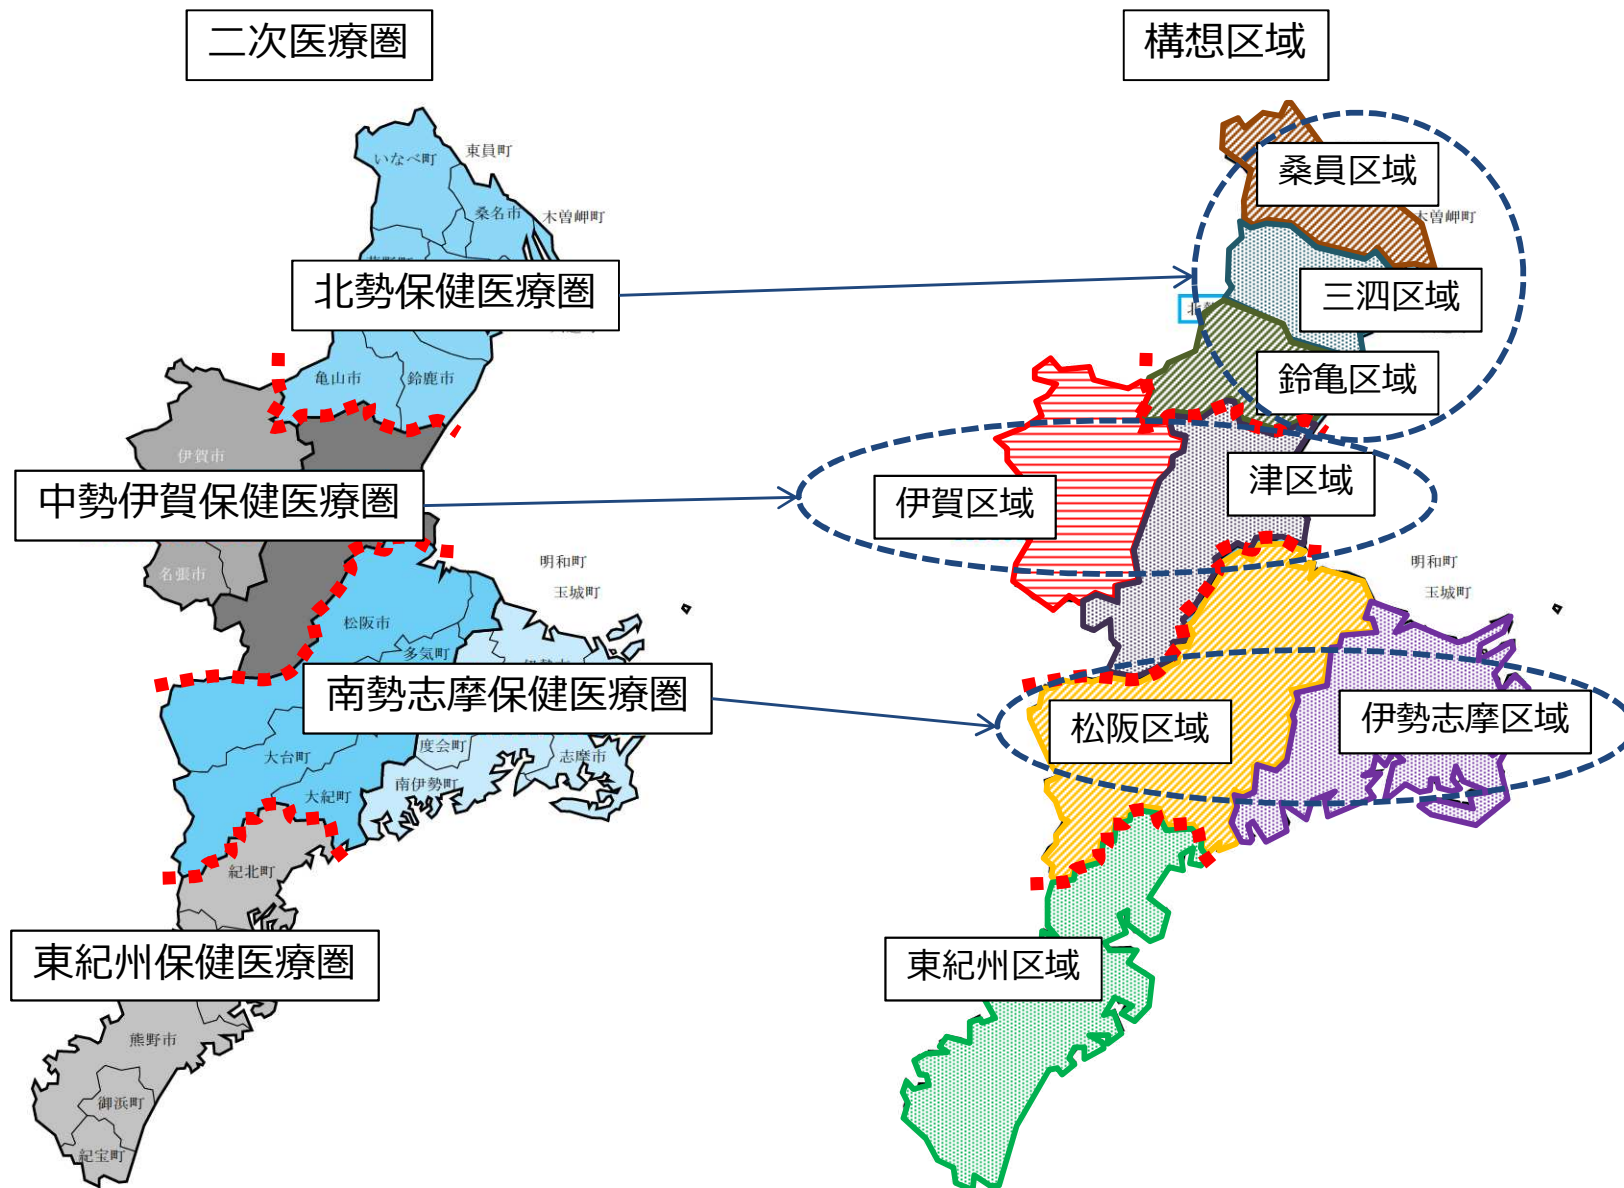 二次医療圏
構想区域
いなべ町
東員町
桑名市
木曽岬町
北勢保健医療圏
亀山市
鈴鹿市
伊賀市
中勢伊賀保健医療圏
名張市
明和町
玉城町
松阪市
多気町
南勢志摩保健医療圏
度会町
志摩市
大台町
南伊勢町
大紀町
紀北町
東紀州保健医療圏
熊野市
御浜町
紀宝町
桑員区域
木曽岬町
三泗区域
鈴亀区域
津区域
伊賀区域
明和町
玉城町
松阪区域
伊勢志摩区域
東紀州区域